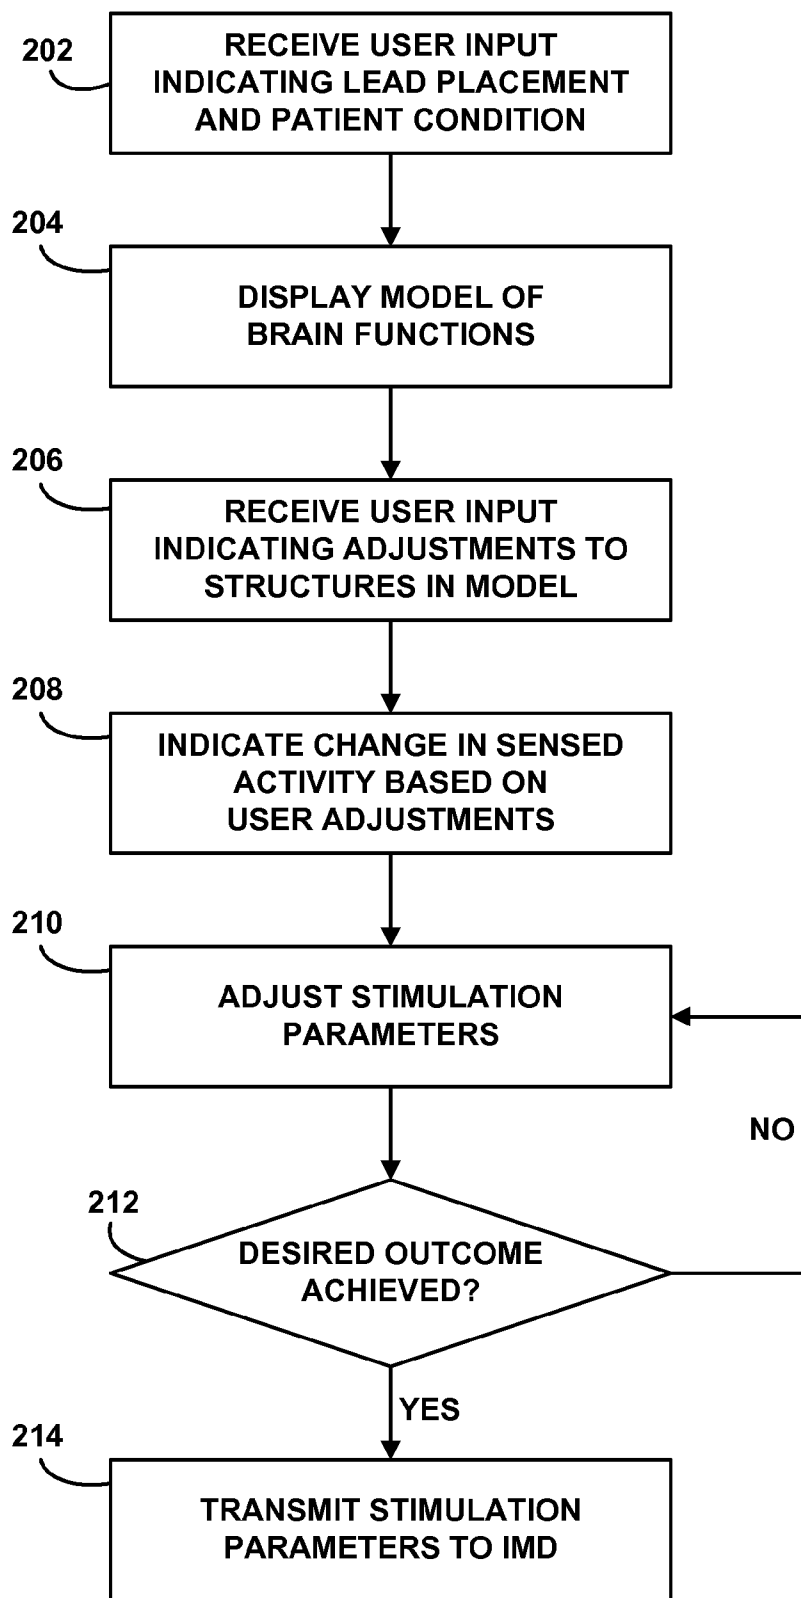 202
RECEIVE USER INPUT
INDICATING LEAD PLACEMENT
AND PATIENT CONDITION
204
DISPLAY MODEL OF
BRAIN FUNCTIONS
206
RECEIVE USER INPUT
INDICATING ADJUSTMENTS TO
STRUCTURES IN MODEL
208
INDICATE CHANGE IN SENSED
ACTIVITY BASED ON
USER ADJUSTMENTS
210
ADJUST STIMULATION
PARAMETERS
NO
212
DESIRED OUTCOME
ACHIEVED?
YES
214
TRANSMIT STIMULATION
PARAMETERS TO IMD